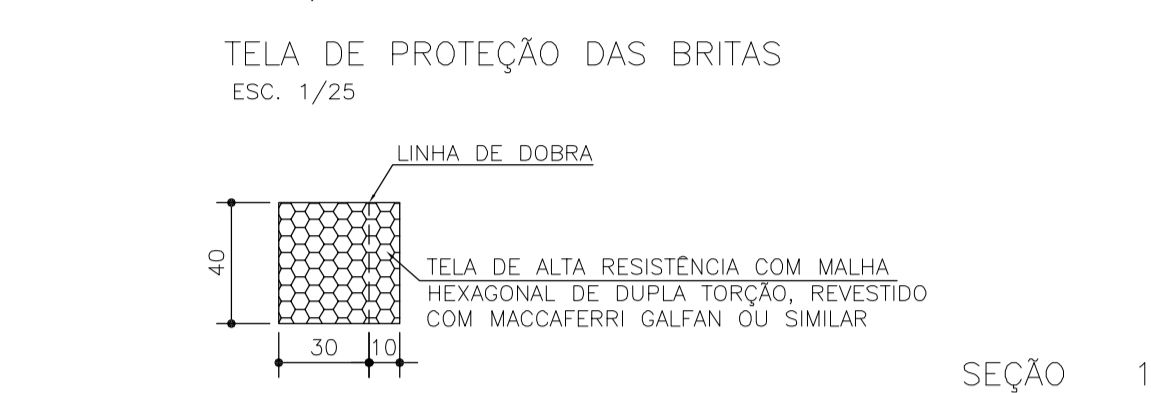 TELA DE PROTEÇÃO DAS BRITAS
ESC. 1/25
LINHA DE DOBRA
40
TELA DE ALTA RESISTÊNCIA COM MALHA
HEXAGONAL DE DUPLA TORÇÃO, REVESTIDO
COM MACCAFERRI GALFAN OU SIMILAR
30 10
SEÇÃO 1